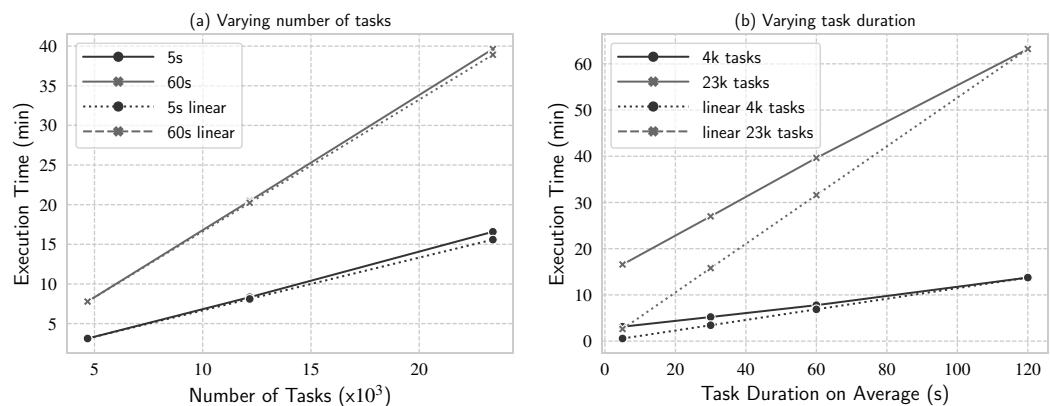 (a) Varying number of tasks
40
35
30
25
20
15
10
5
Execution Time (min)
5s
60s
5s linear
60s linear
5
10
15
20
Number of Tasks (×10³)
(b) Varying task duration
60
50
40
30
20
10
0
Execution Time (min)
4k tasks
23k tasks
linear 4k tasks
linear 23k tasks
0
20
40
60
80
100
120
Task Duration on Average (s)